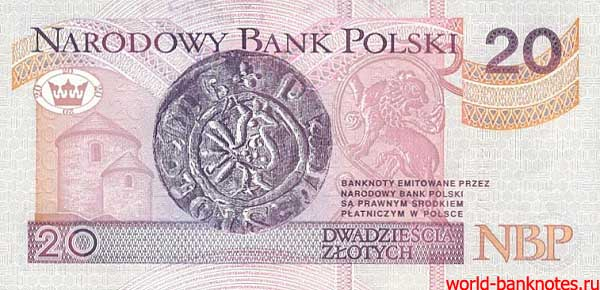 NARODOWY BANK POLSKI
20
BANKNOTY EMITOWANE PRZEZ
NARODOWY BANK POLSKI
SĄ PRAWNYM ŚRODKIEM
PŁATNICZYM W POLSCE
20
DWADZIEŚCIA
ZŁOTYCH
NBP
world-banknotes.ru